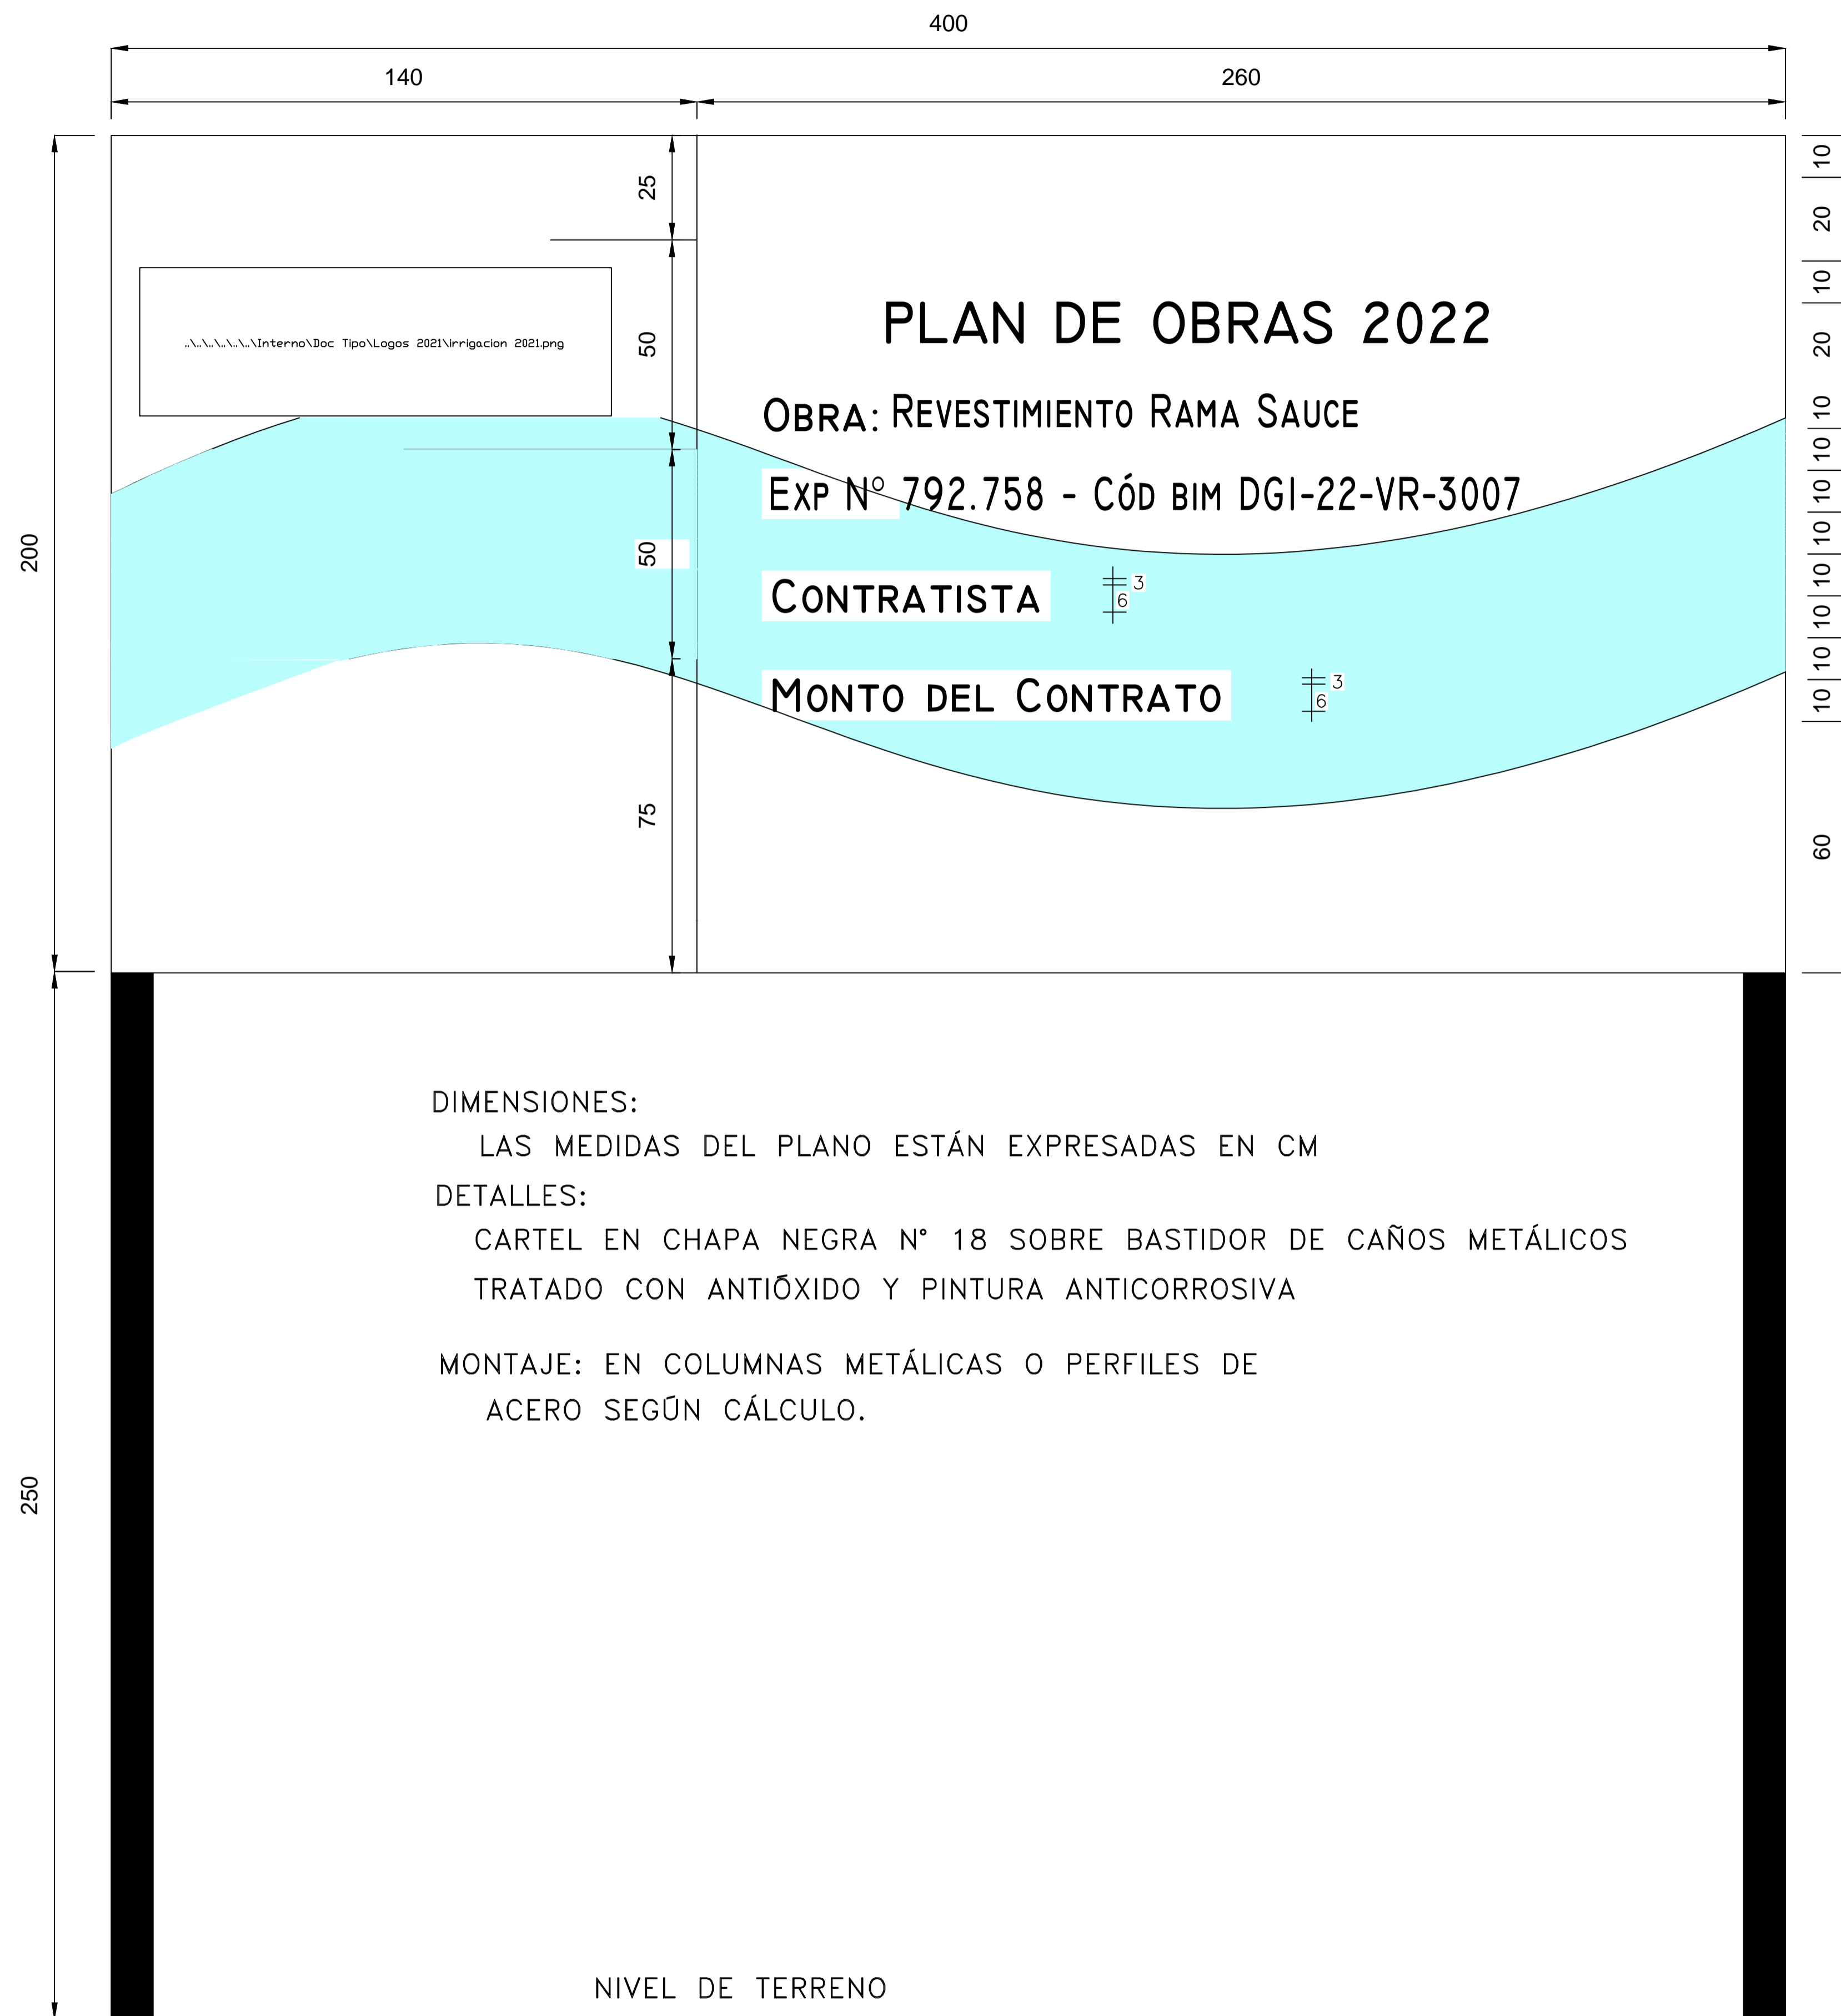 400
140
260
10
25
20
10
PLAN DE OBRAS 2022
..\..\..\..\..\..\Interno\Doc Tipo\Logos 2021\irrigacion 2021.png
50
20
OBRA: REVESTIMIENTO RAMA SAUCE
10
10
EXP Nº 792.758 - CÓD BIM DGI-22-VR-3007
10
200
50
10
CONTRATISTA
3
6
10
10
MONTO DEL CONTRATO
3
6
10
75
60
DIMENSIONES:
LAS MEDIDAS DEL PLANO ESTÁN EXPRESADAS EN CM
DETALLES:
CARTEL EN CHAPA NEGRA N° 18 SOBRE BASTIDOR DE CAÑOS METÁLICOS
TRATADO CON ANTIÓXIDO Y PINTURA ANTICORROSIVA
MONTAJE: EN COLUMNAS METÁLICAS O PERFILES DE
ACERO SEGÚN CÁLCULO.
250
NIVEL DE TERRENO